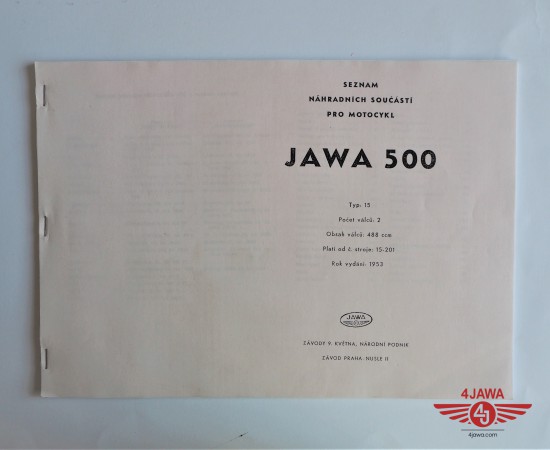 SEZNAM
NÁHRADNÍCH SOUČÁSTÍ
PRO MOTOCYKL
JAWA 500
Typ: 15
Počet válců: 2
Obsah válců: 488 ccm
Platí od č. stroje: 15-201
Rok vydání: 1953
JAWA
ZÁVODY 9. KVĚTNA, NÁRODNÍ PODNIK
ZÁVOD PRAHA- NUSLE II
4JAWA
4J
4jawa.com